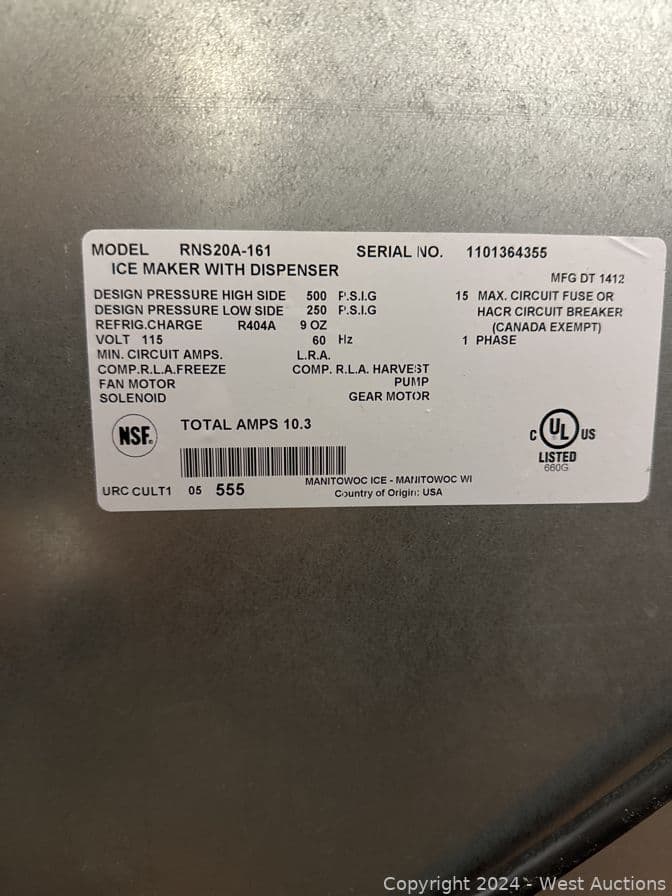 MODEL RNS20A-161 SERIAL NO. 1101364355
ICE MAKER WITH DISPENSER
MFG DT 1412
DESIGN PRESSURE HIGH SIDE 500 P.S.I.G 15 MAX. CIRCUIT FUSE OR
DESIGN PRESSURE LOW SIDE 250 P.S.I.G HACR CIRCUIT BREAKER
REFRIG.CHARGE R404A 9 OZ (CANADA EXEMPT)
VOLT 115 60 Hz 1 PHASE
MIN. CIRCUIT AMPS. L.R.A.
COMP.R.L.A.FREEZE COMP. R.L.A. HARVEST
FAN MOTOR PUMP
SOLENOID GEAR MOTOR
NSF. TOTAL AMPS 10.3 C UL US
LISTED
660G
MANITOWOC ICE - MANITOWOC WI
URC CULT1 05 555 Country of Origin: USA
Copyright 2024 - West Auctions